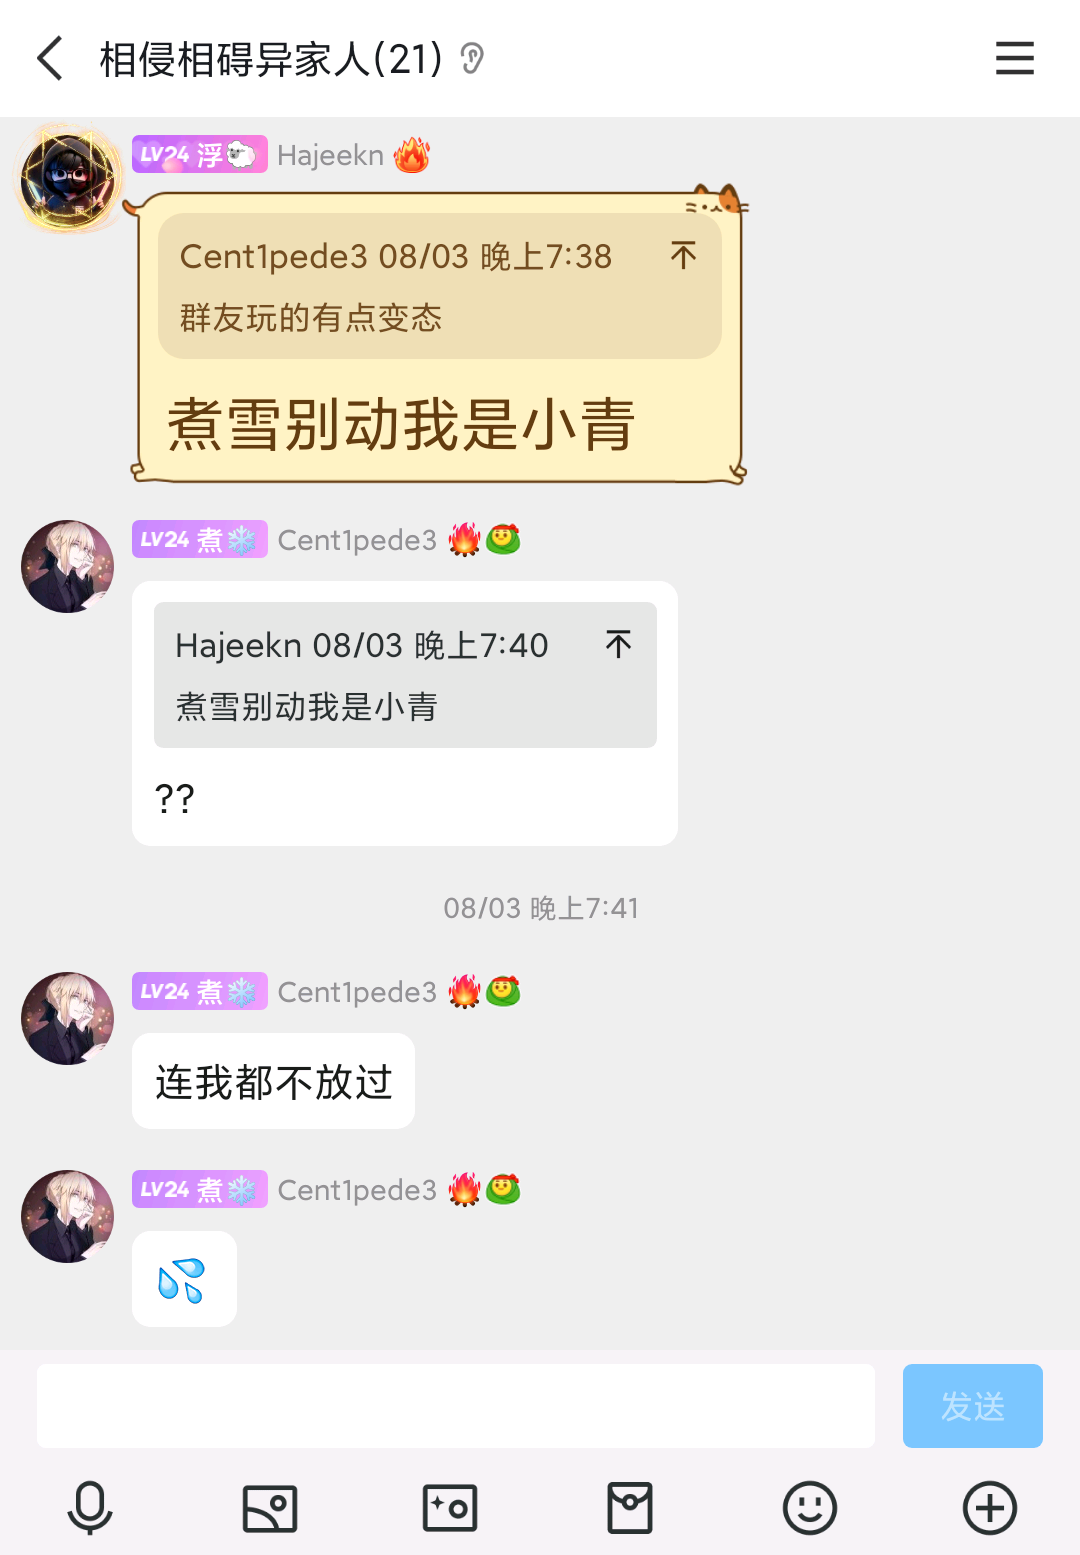 相侵相碍异家人(21)
LV24 浮🐑 Hajeekn 🔥
Cent1pede3 08/03 晚上7:38
群友玩的有点变态
煮雪别动我是小青
LV24 煮❄️ Cent1pede3 🔥
Hajeekn 08/03 晚上7:40
煮雪别动我是小青
??
08/03 晚上7:41
LV24 煮❄️ Cent1pede3 🔥
连我都不放过
LV24 煮❄️ Cent1pede3 🔥
💦
发送